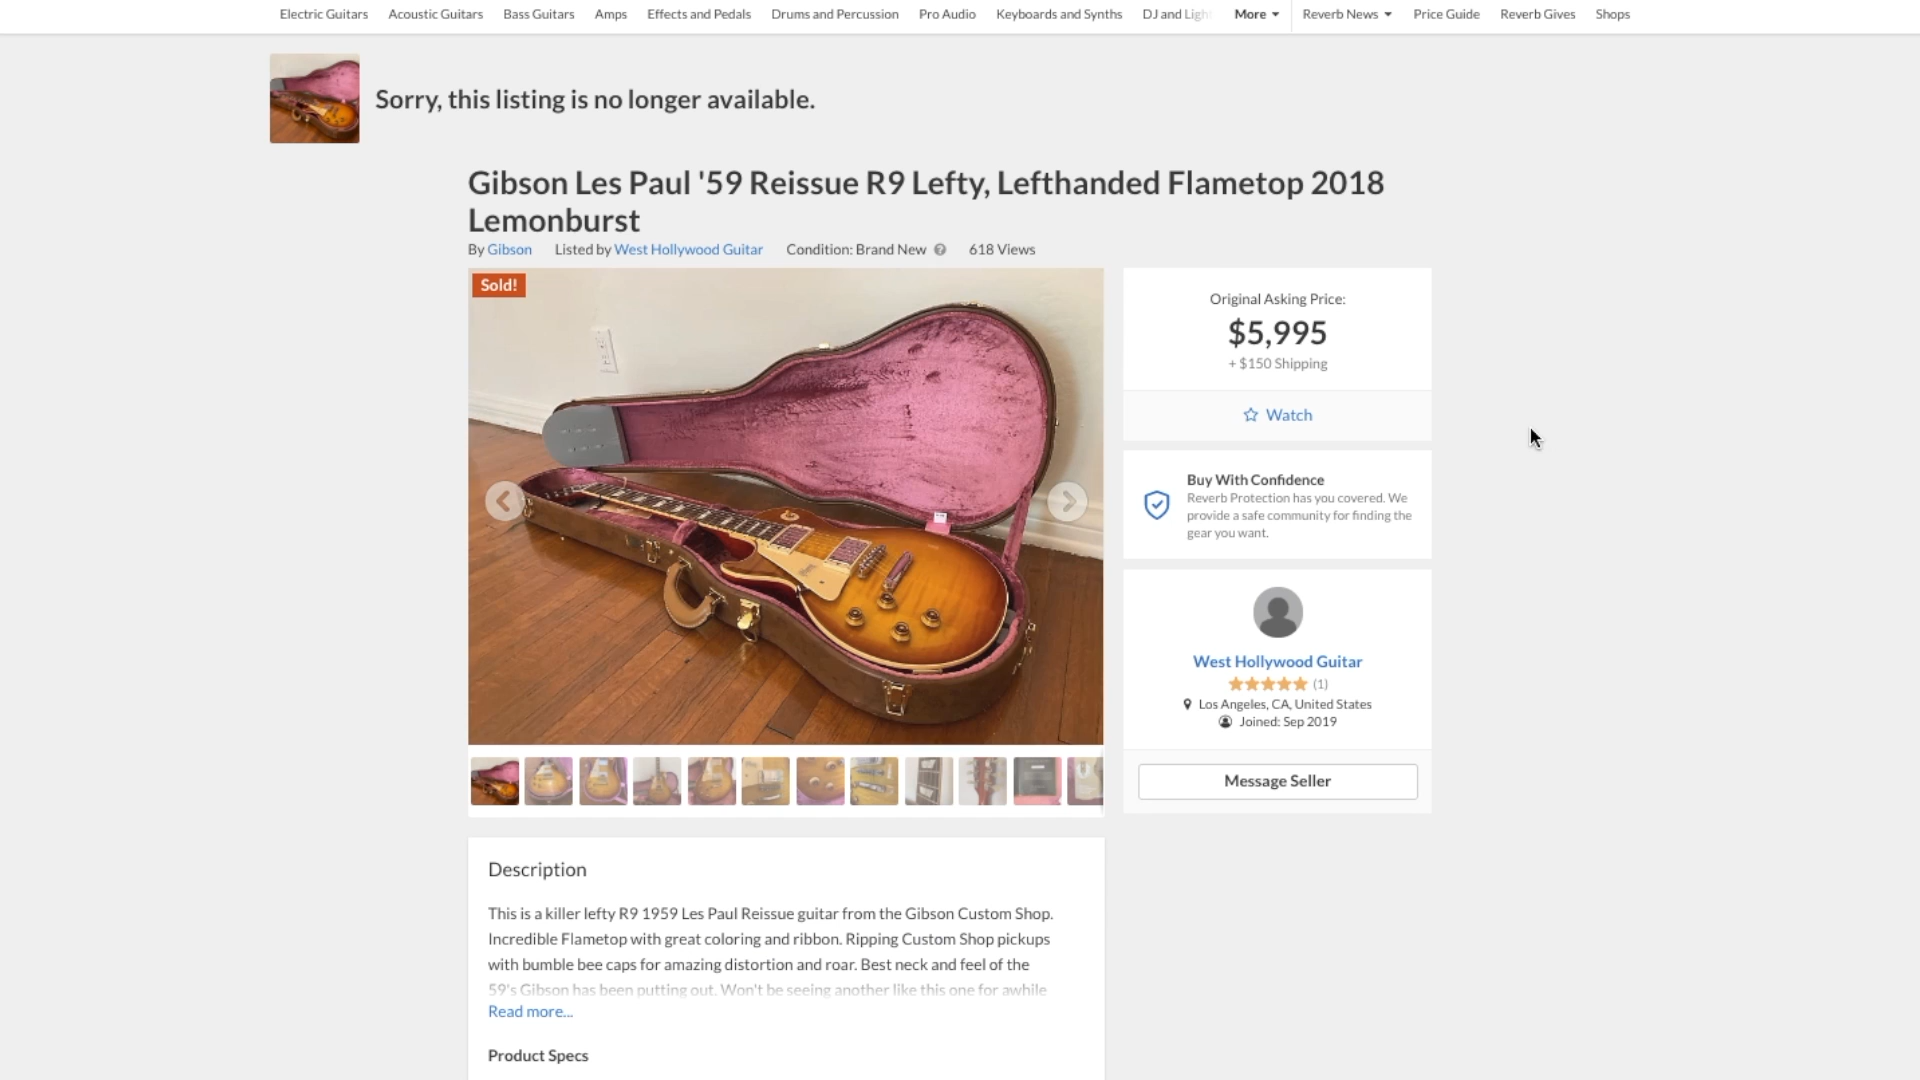 Electric Guitars Acoustic Guitars Bass Guitars Amps Effects and Pedals Drums and Percussion Pro Audio Keyboards and Synths DJ and Light More Reverb News Price Guide Reverb Gives Shops
Sorry, this listing is no longer available.
Gibson Les Paul '59 Reissue R9 Lefty, Lefthanded Flametop 2018
Lemonburst
By Gibson Listed by West Hollywood Guitar Condition: Brand New 618 Views
Sold!
Original Asking Price:
$5,995
+ $150 Shipping
Watch
Buy With Confidence
Reverb Protection has you covered. We
provide a safe community for finding the
gear you want.
West Hollywood Guitar
(1)
Los Angeles, CA, United States
Joined: Sep 2019
Message Seller
Description
This is a killer lefty R9 1959 Les Paul Reissue guitar from the Gibson Custom Shop.
Incredible Flametop with great coloring and ribbon. Ripping Custom Shop pickups
with bumble bee caps for amazing distortion and roar. Best neck and feel of the
59's Gibson has been putting out. Won't be seeing another like this one for awhile
Read more...
Product Specs